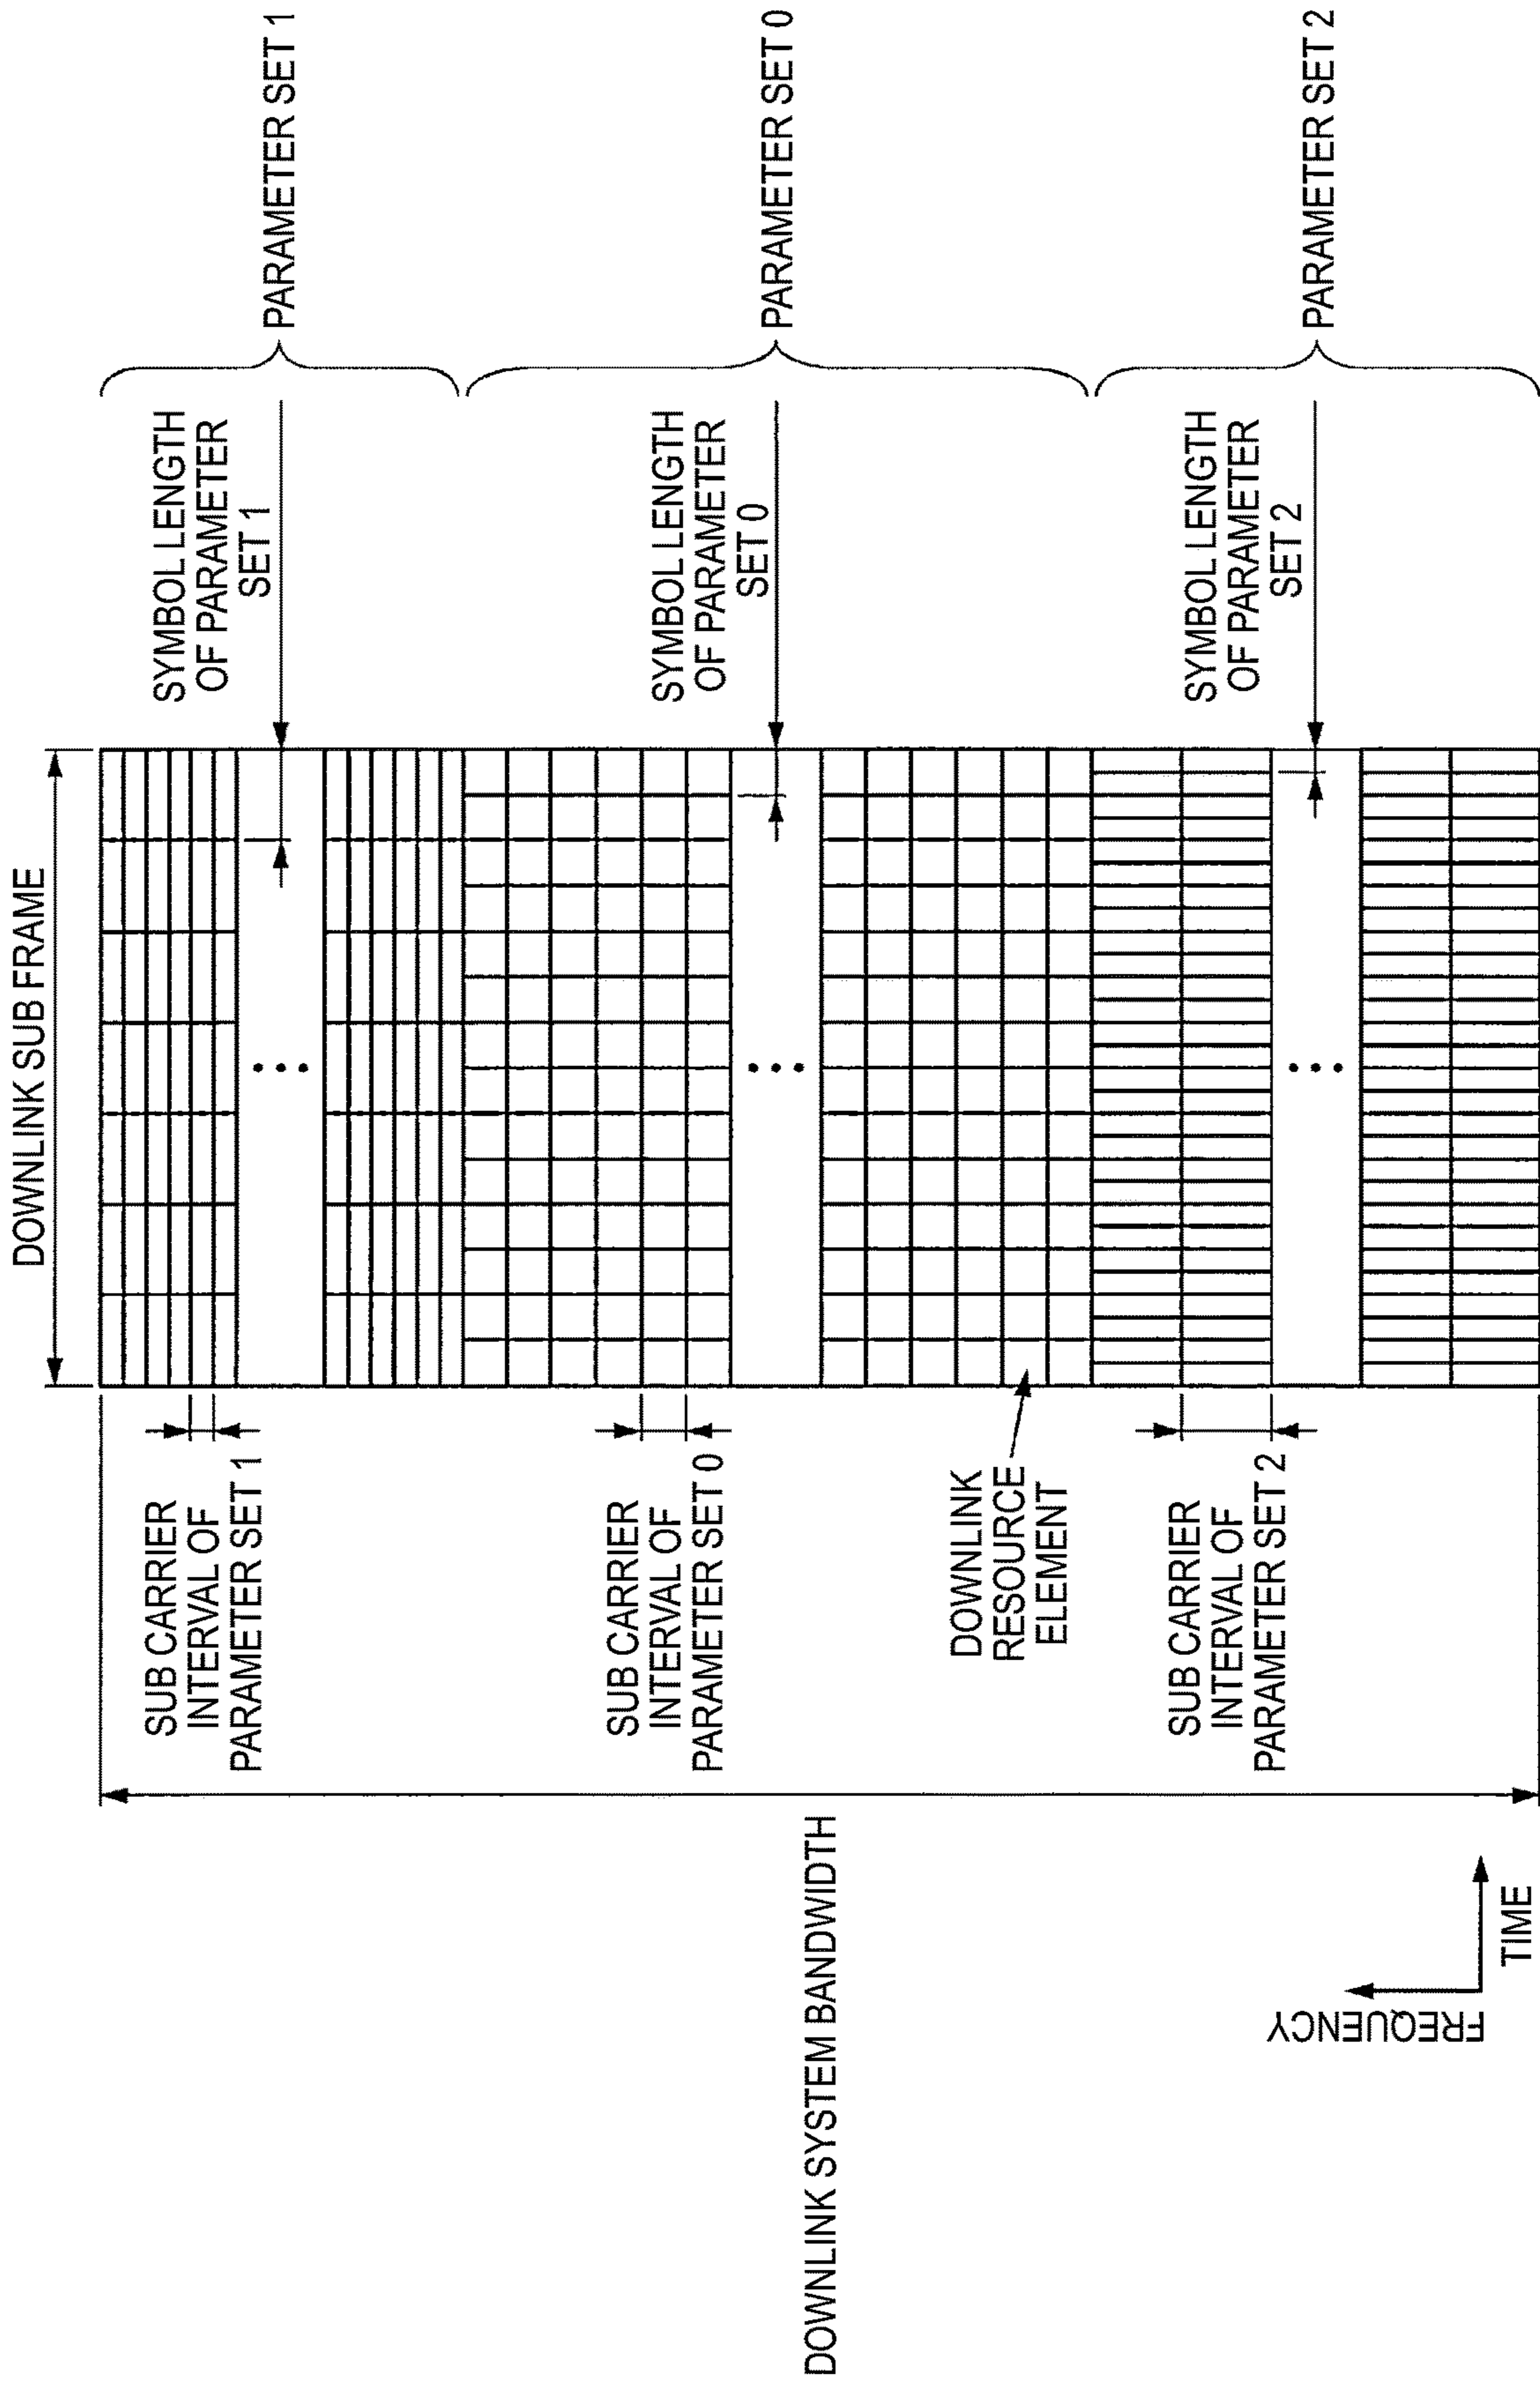 DOWNLINK SUB FRAME
SUB CARRIER
INTERVAL OF
PARAMETER SET 1
SYMBOL LENGTH
OF PARAMETER
SET 1
PARAMETER SET 1
DOWNLINK SYSTEM BANDWIDTH
SUB CARRIER
INTERVAL OF
PARAMETER SET 0
SYMBOL LENGTH
OF PARAMETER
SET 0
PARAMETER SET 0
DOWNLINK
RESOURCE
ELEMENT
SUB CARRIER
INTERVAL OF
PARAMETER SET 2
SYMBOL LENGTH
OF PARAMETER
SET 2
PARAMETER SET 2
FREQUENCY
TIME